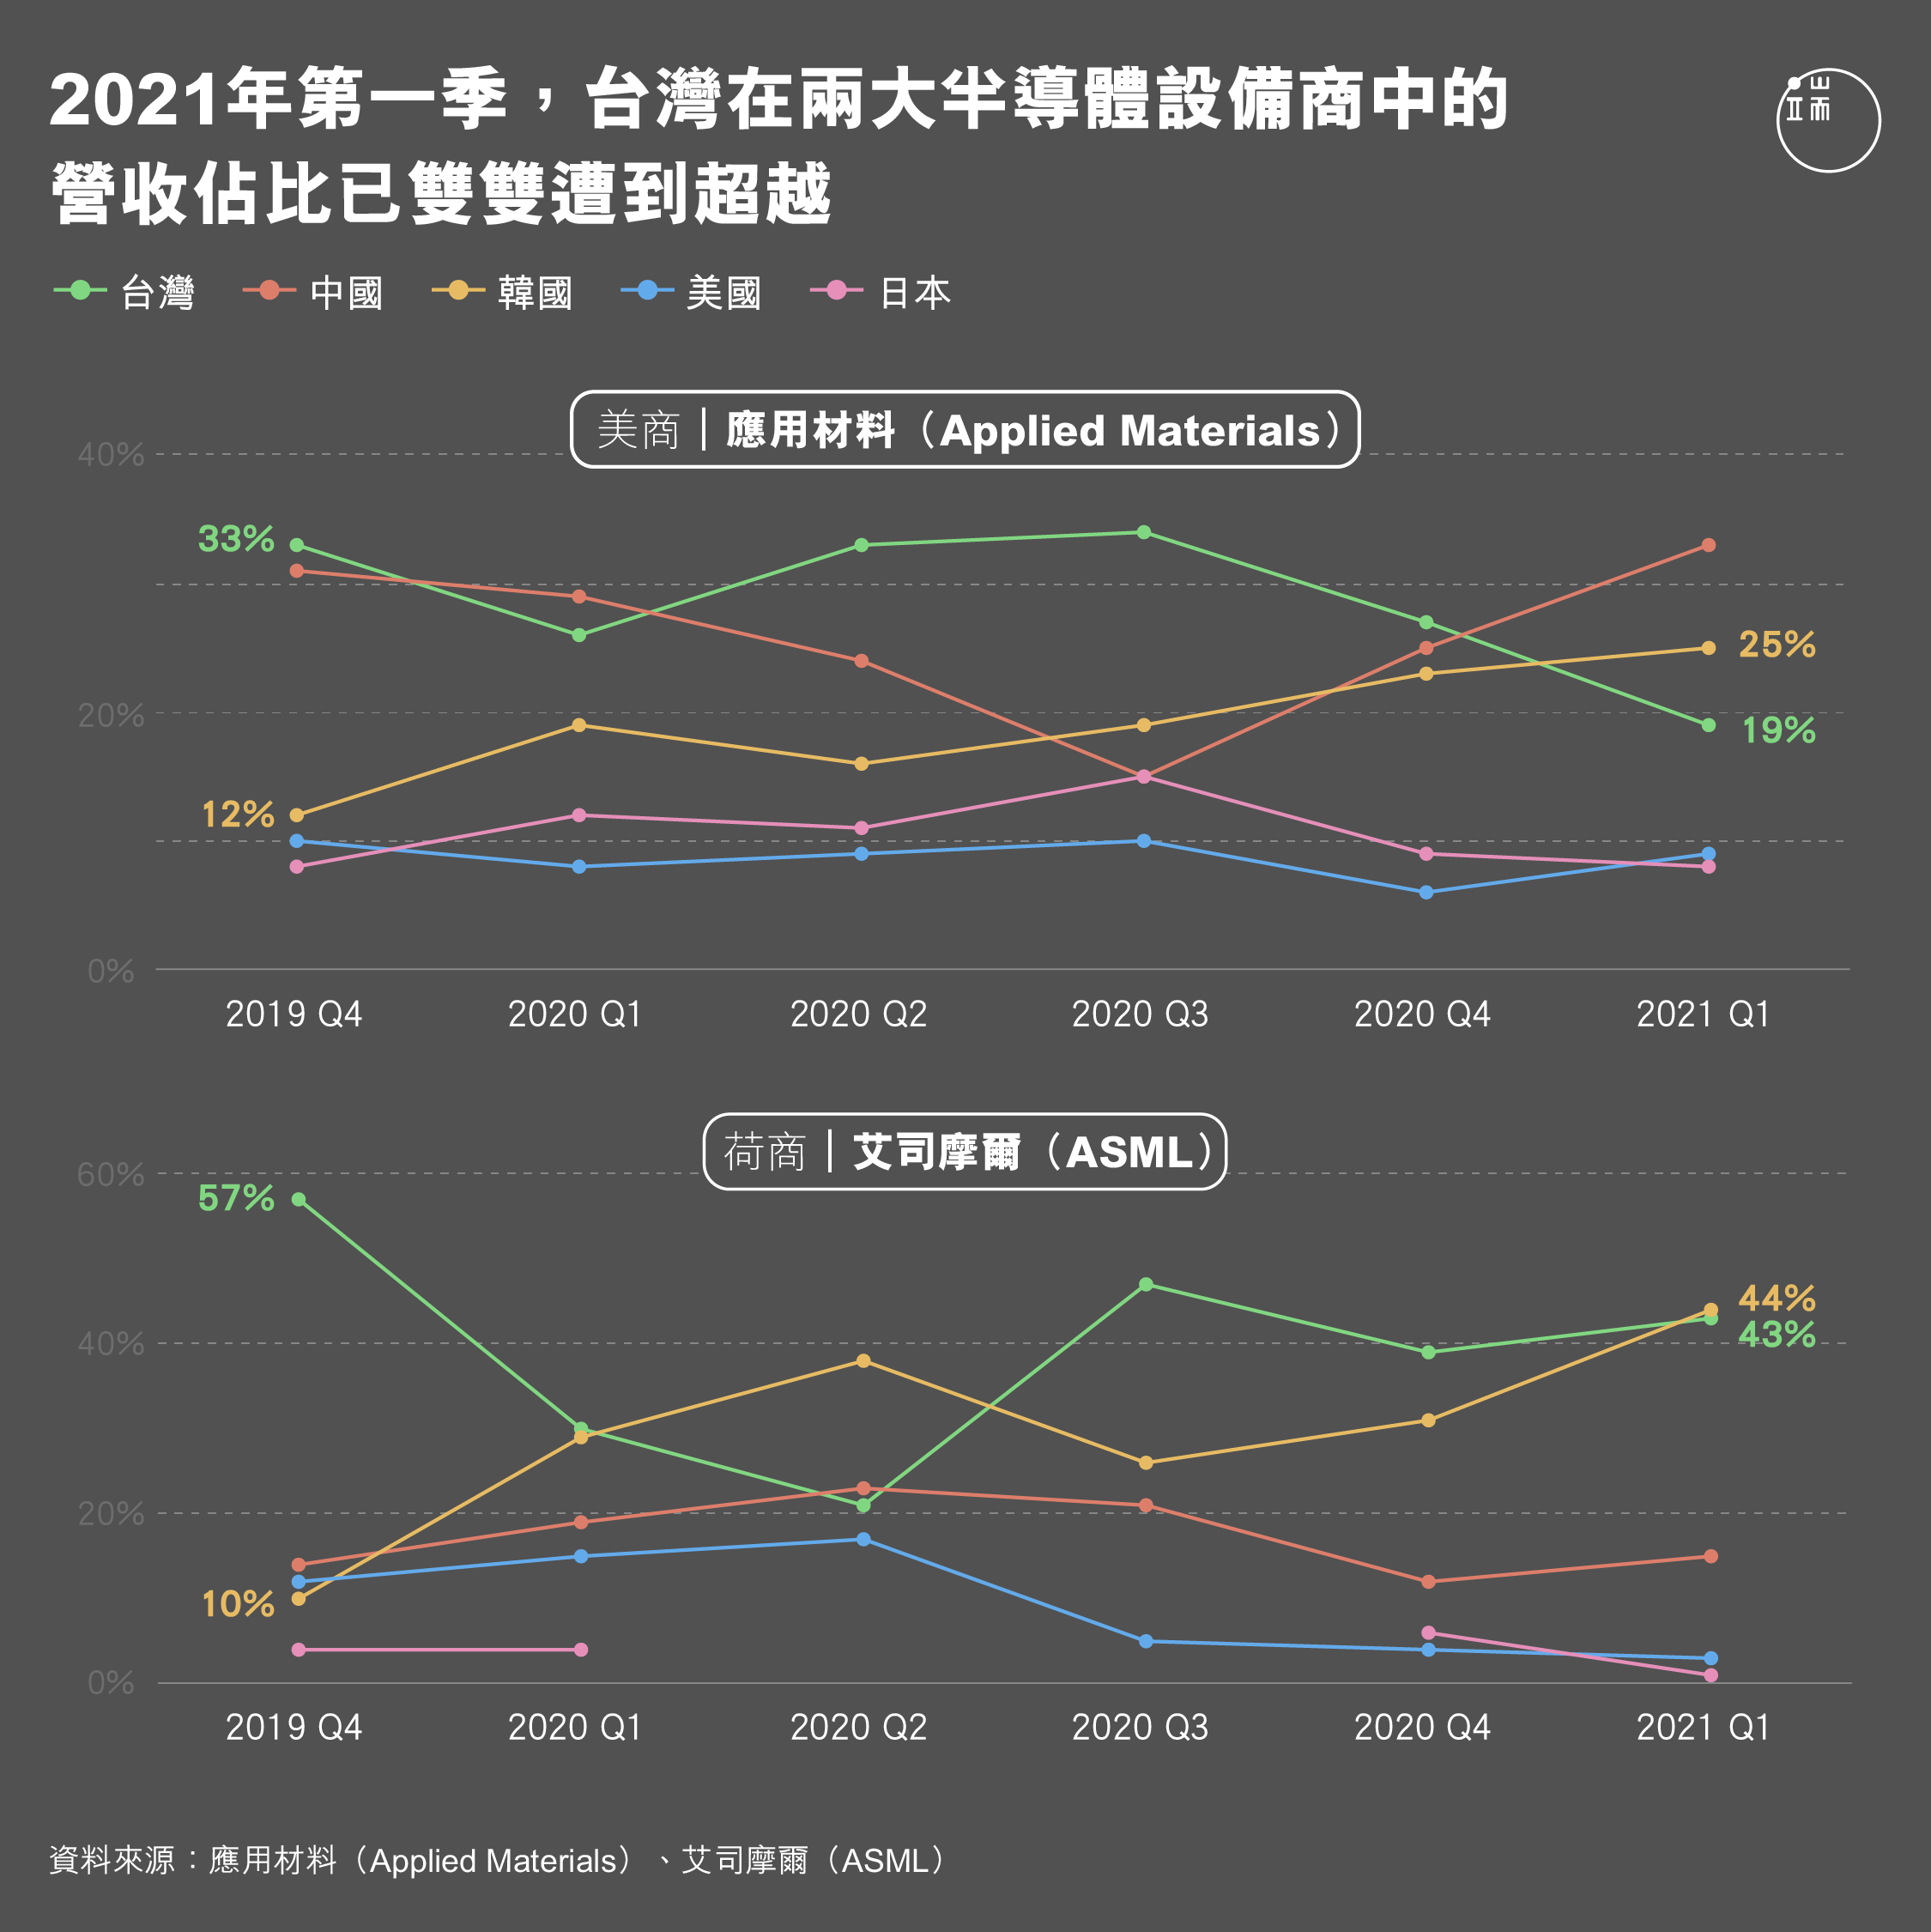 2021年第一季，台灣在兩大半導體設備商中的
營收佔比已雙雙遭到超越
端
台灣 中國 韓國 美國 日本
美商｜應用材料（Applied Materials）
40%
33%
25%
20%
19%
12%
0%
2019 Q4 2020 Q1 2020 Q2 2020 Q3 2020 Q4 2021 Q1
荷商｜艾司摩爾（ASML）
60%
57%
44%
43%
40%
20%
10%
0%
2019 Q4 2020 Q1 2020 Q2 2020 Q3 2020 Q4 2021 Q1
資料來源：應用材料（Applied Materials）、艾司摩爾（ASML）